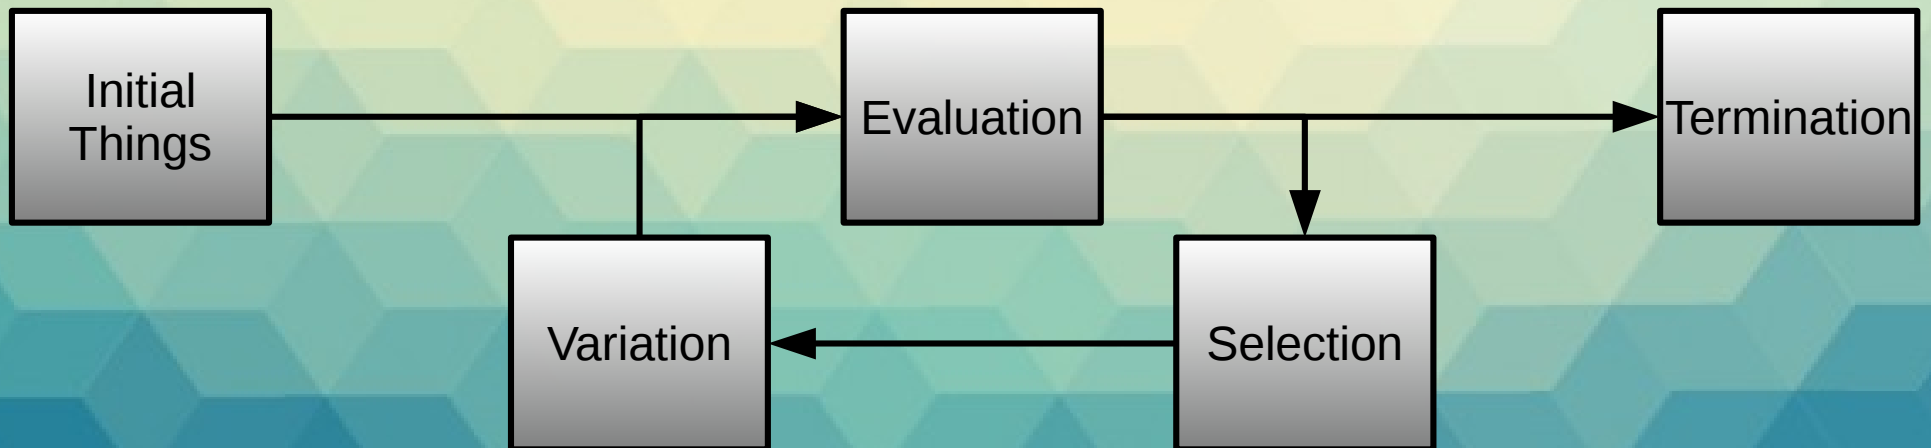 Initial
Things
Evaluation
Termination
Variation
Selection